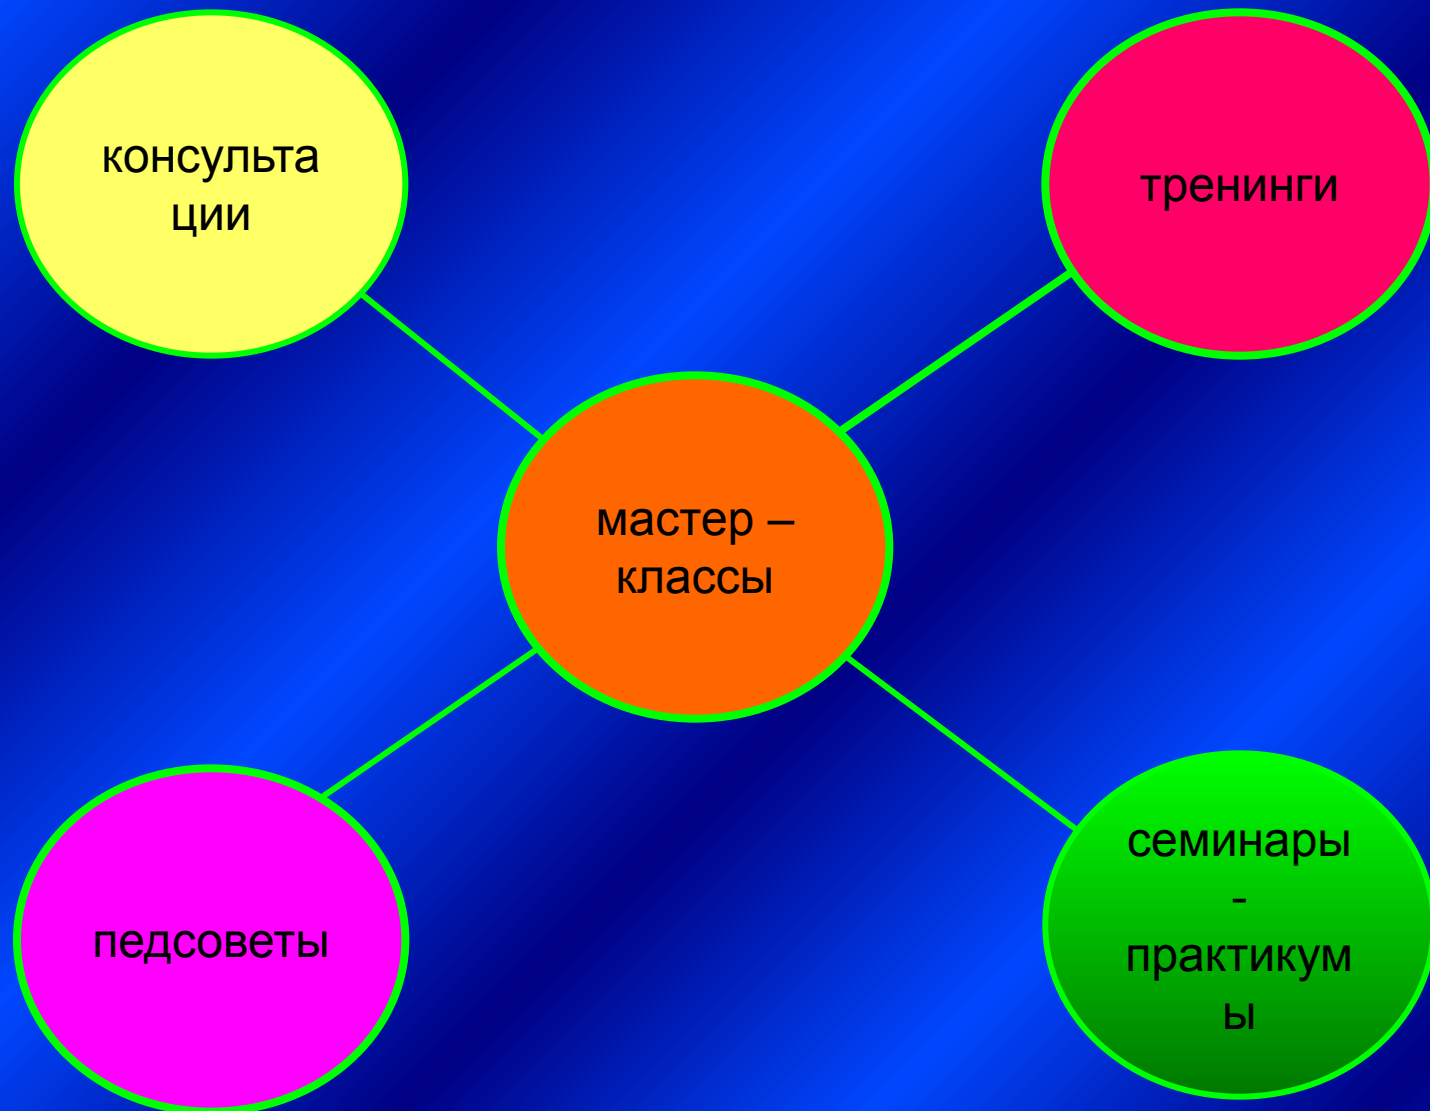 консульта
ции
тренинги
мастер –
классы
педсоветы
семинары
-
практикум
ы